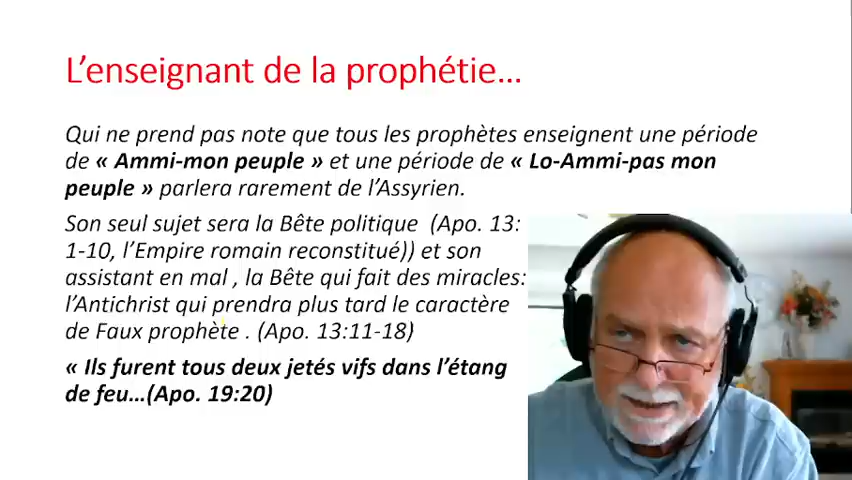 L'enseignant de la prophétie...
Qui ne prend pas note que tous les prophètes enseignent une période
de « Ammi-mon peuple » et une période de « Lo-Ammi-pas mon
peuple » parlera rarement de l'Assyrien.
Son seul sujet sera la Bête politique (Apo. 13:
1-10, l'Empire romain reconstitué)) et son
assistant en mal , la Bête qui fait des miracles:
l'Antichrist qui prendra plus tard le caractère
de Faux prophète . (Apo. 13:11-18)
« Ils furent tous deux jetés vifs dans l'étang
de feu...(Apo. 19:20)